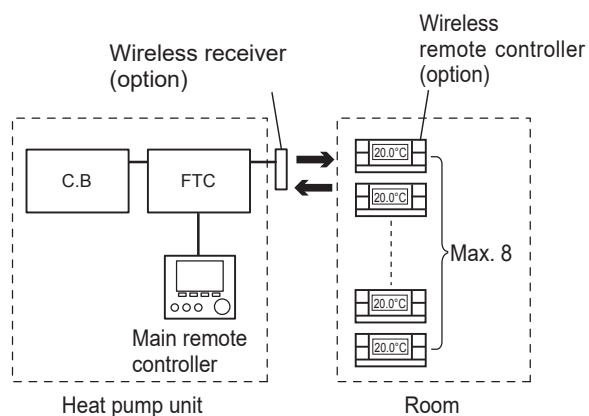 Wireless receiver
(option)
Wireless
remote controller
(option)
C.B
FTC
Main remote
controller
20.0°C
20.0°C
20.0°C
20.0°C
Max. 8
Heat pump unit
Room